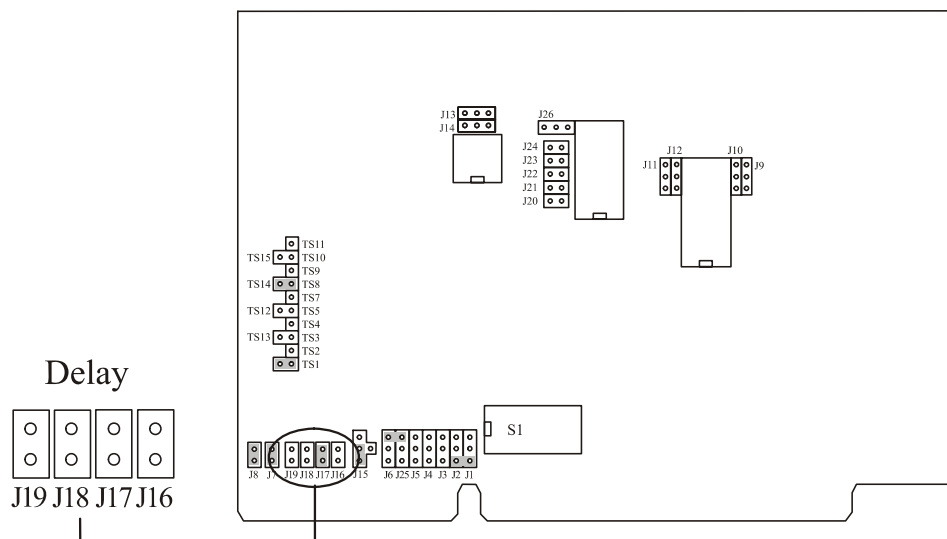 J13
J14
J26
J24
J23
J22
J21
J20
J12
J10
J11
J9
TS11
TS15 TS10
TS9
TS14 TS8
TS7
TS12 TS5
TS4
TS13 TS3
TS2
TS1
Delay
S1
J8 J7 J19 J18 J17 J16 J15 J6 J25 J5 J4 J3 J2 J1
J19 J18 J17 J16